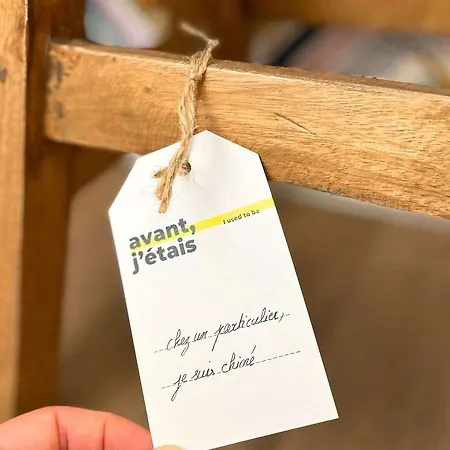 avant,
I used to be
j'étais
chez un particulier,
je suis chiné